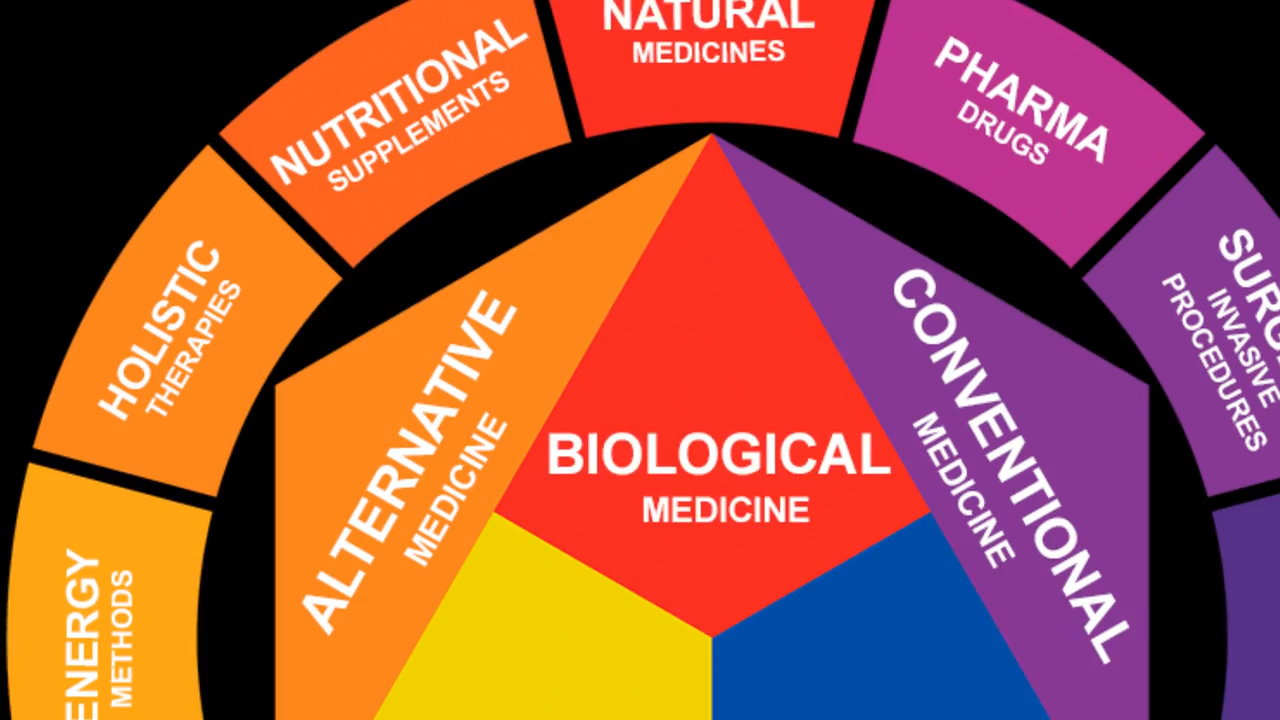 NATURAL
MEDICINES
NUTRITIONAL
SUPPLEMENTS
PHARMA
DRUGS
HOLISTIC
THERAPIES
INVASIVE
PROCEDURES
ALTERNATIVE
MEDICINE
CONVENTIONAL
MEDICINE
BIOLOGICAL
MEDICINE
ENERGY
METHODS